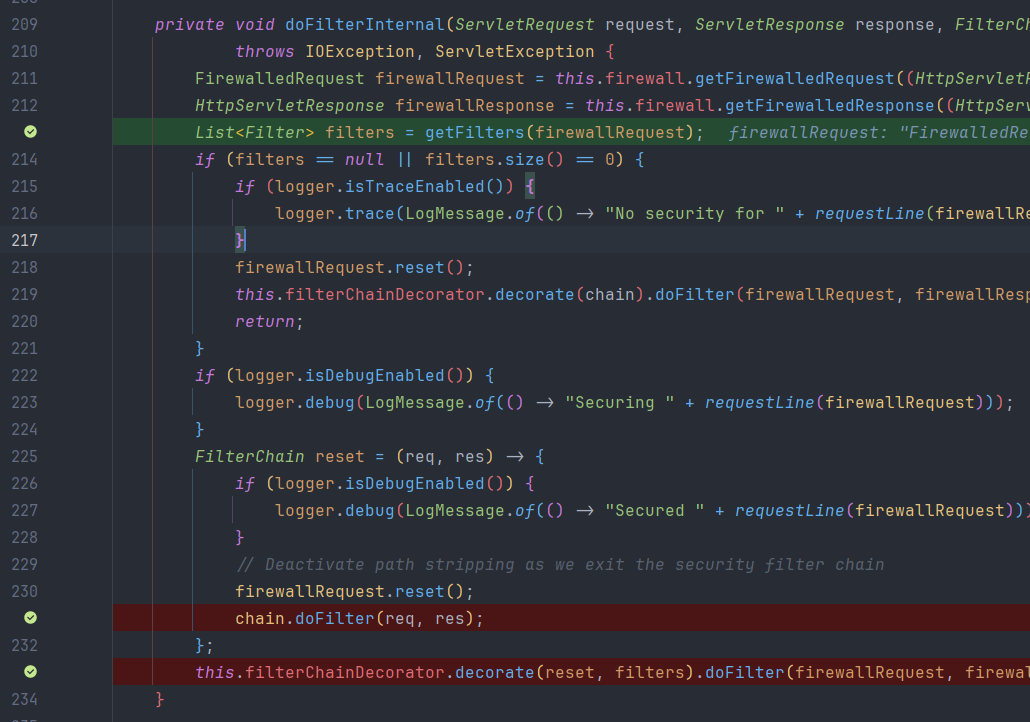 209 private void doFilterInternal(ServletRequest request, ServletResponse response, FilterCh
210 throws IOException, ServletException {
211 FirewalledRequest firewallRequest = this.firewall.getFirewalledRequest((HttpServletR
212 HttpServletResponse firewallResponse = this.firewall.getFirewalledResponse((HttpServ
List<Filter> filters = getFilters(firewallRequest); firewallRequest: "FirewalledRe
214 if (filters == null || filters.size() == 0) {
215 if (logger.isTraceEnabled()) {
216 logger.trace(LogMessage.of(() -> "No security for " + requestLine(firewallRe
217 }
218 firewallRequest.reset();
219 this.filterChainDecorator.decorate(chain).doFilter(firewallRequest, firewallResp
220 return;
221 }
222 if (logger.isDebugEnabled()) {
223 logger.debug(LogMessage.of(() -> "Securing " + requestLine(firewallRequest)));
224 }
225 FilterChain reset = (req, res) -> {
226 if (logger.isDebugEnabled()) {
227 logger.debug(LogMessage.of(() -> "Secured " + requestLine(firewallRequest)))
228 }
229 // Deactivate path stripping as we exit the security filter chain
230 firewallRequest.reset();
chain.doFilter(req, res);
232 };
this.filterChainDecorator.decorate(reset, filters).doFilter(firewallRequest, firewal
234 }